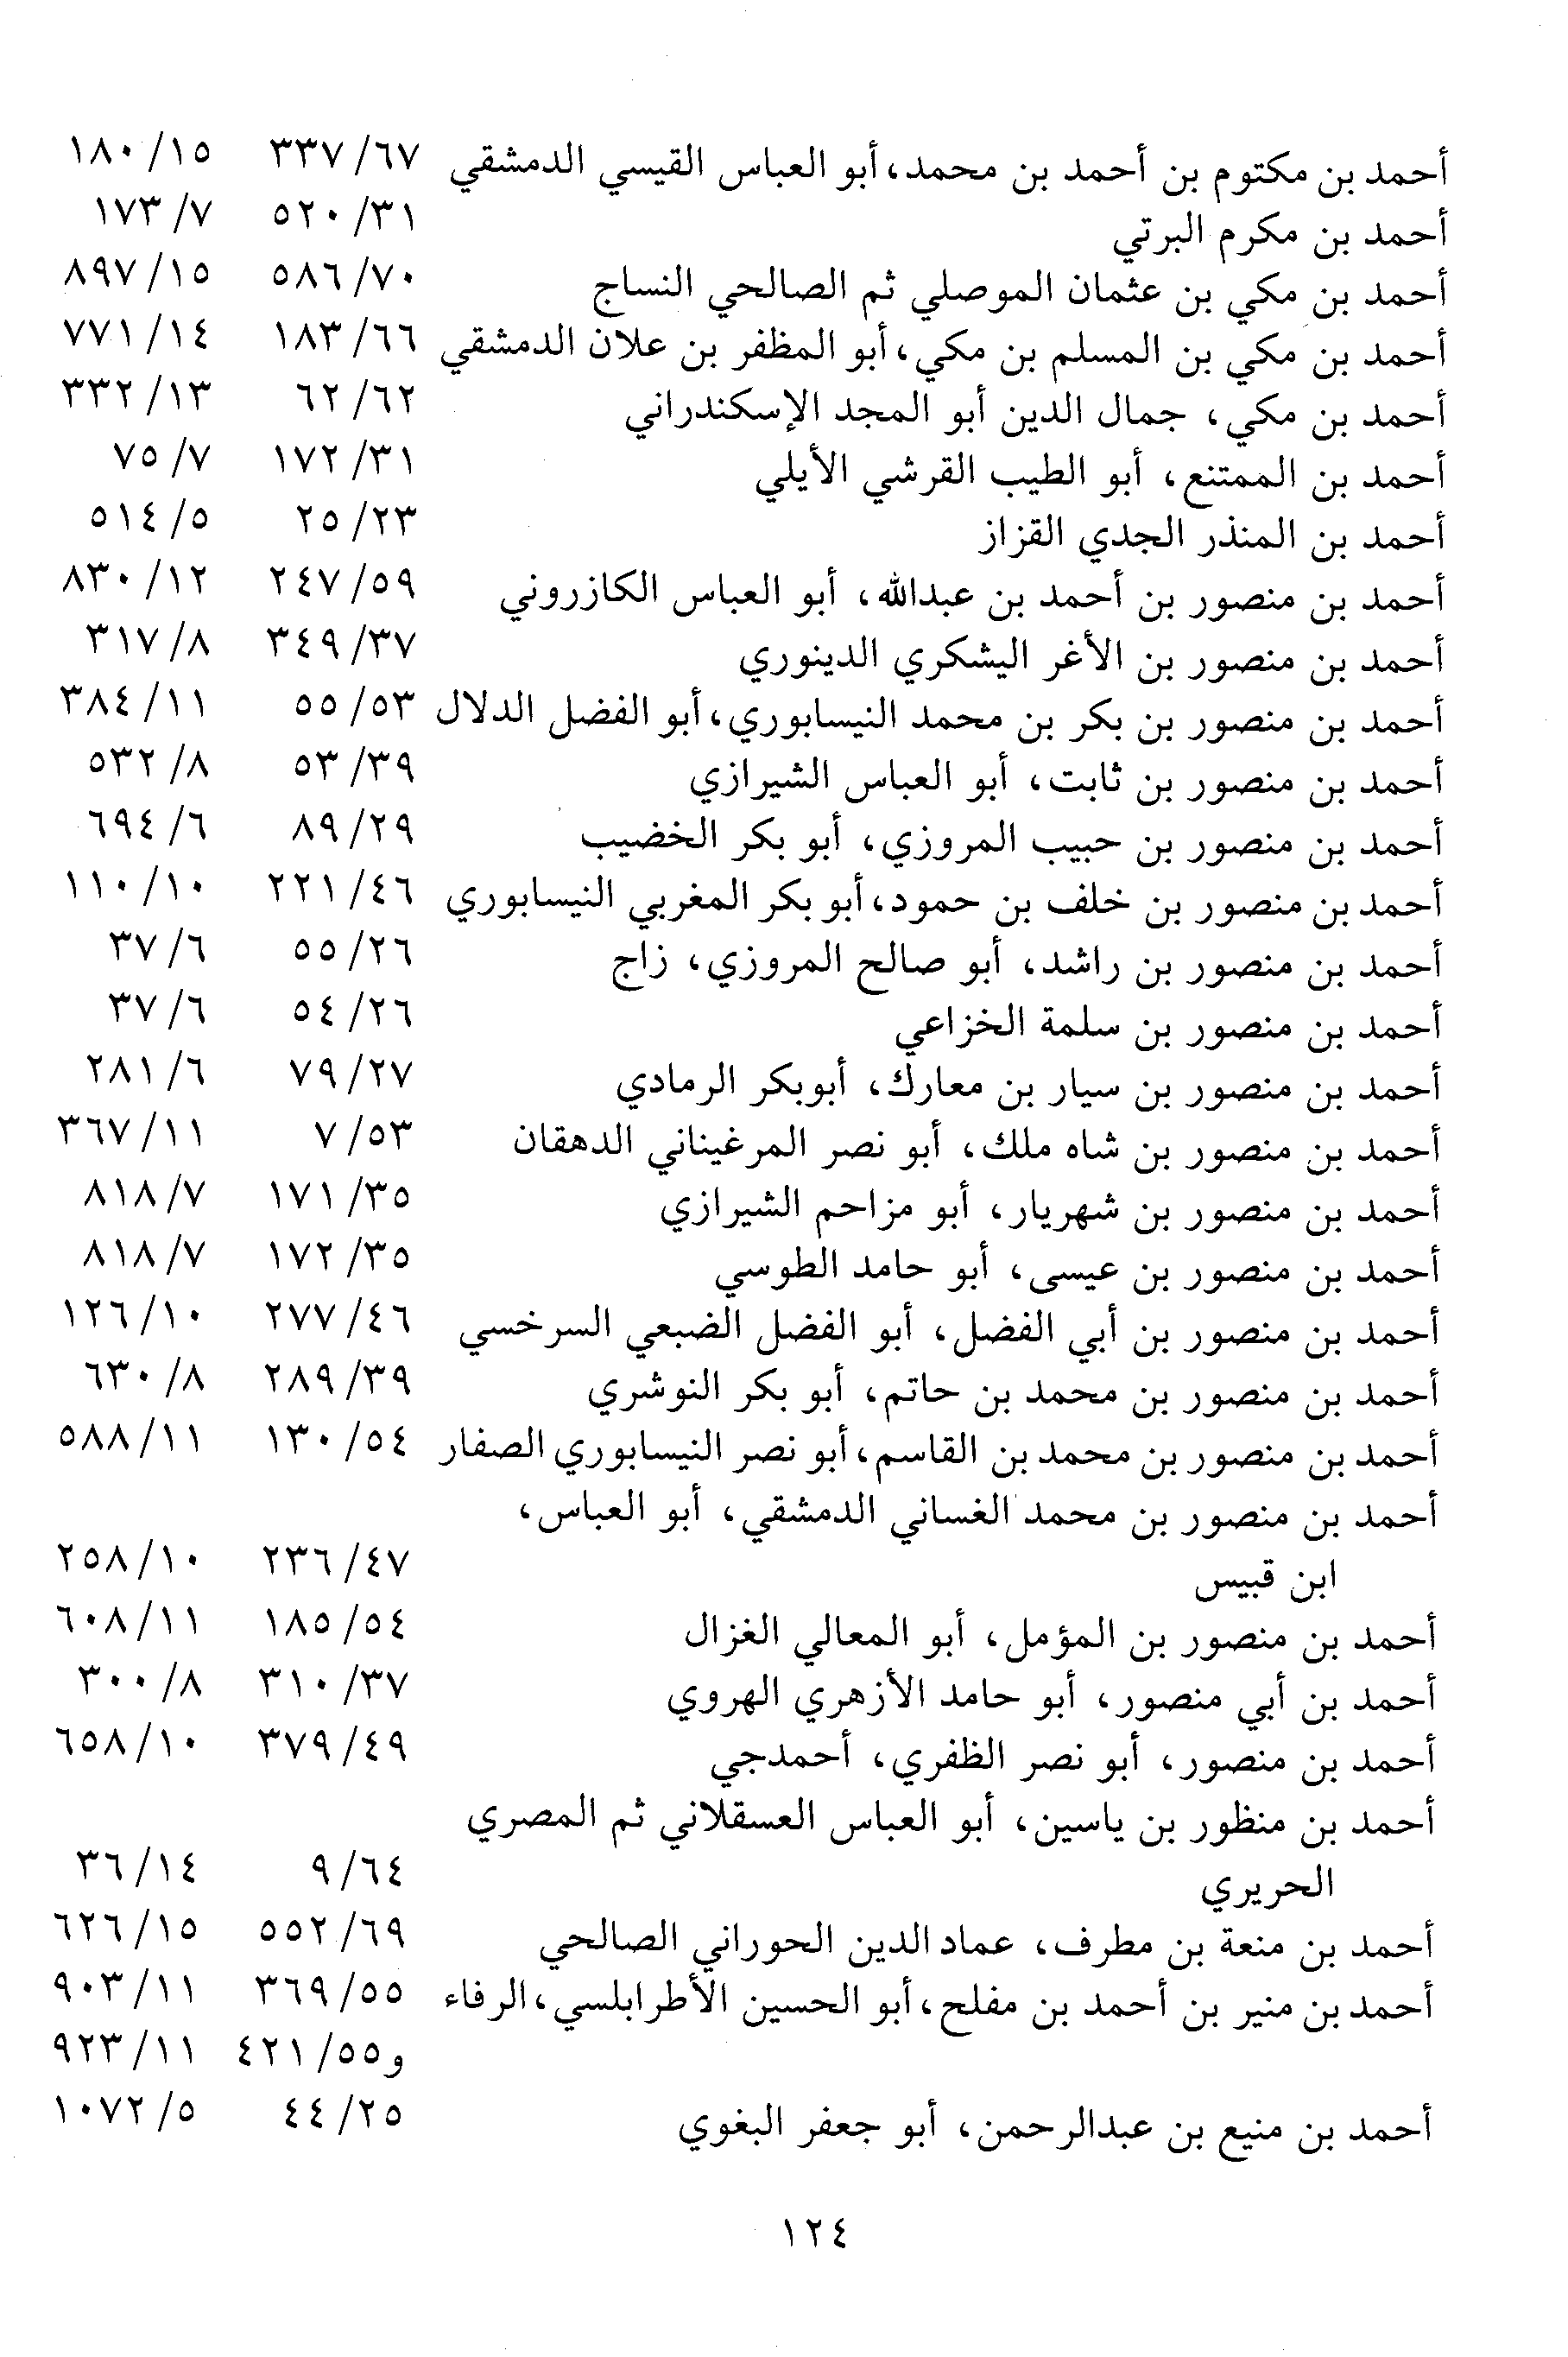 أحمد بن مكتوم بن أحمد بن محمد، أبو العباس القيسي الدمشقي ٦٧/ ٣٣٧ ١٥/ ١٨٠
أحمد بن مكرم البرتي ٣١/ ٥٢٠ ٧/ ١٧٣
أحمد بن مكي بن عثمان الموصلي ثم الصالحي النساج ٧٠/ ٥٨٦ ١٥/ ٨٩٧
أحمد بن مكي بن المسلم بن مكي، أبو المظفر بن علان الدمشقي ٦٦/ ١٨٣ ١٤/ ٧٧١
أحمد بن مكي، جمال الدين أبو المجد الإسكندراني ٦٢/ ٦٢ ١٣/ ٣٣٢
أحمد بن الممتنع، أبو الطيب القرشي الأيلي ٣١/ ١٧٢ ٧/ ٧٥
أحمد بن المنذر الجدي القزاز ٢٣/ ٢٥ ٥/ ٥١٤
أحمد بن منصور بن أحمد بن عبدالله، أبو العباس الكازروني ٥٩/ ٢٤٧ ١٢/ ٨٣٠
أحمد بن منصور بن الأغر اليشكري الدينوري ٣٧/ ٣٤٩ ٨/ ٣١٧
أحمد بن منصور بن بكر بن محمد النيسابوري، أبو الفضل الدلال ٥٣/ ٥٥ ١١/ ٣٨٤
أحمد بن منصور بن ثابت، أبو العباس الشيرازي ٣٩/ ٥٣ ٨/ ٥٣٢
أحمد بن منصور بن حبيب المروزي، أبو بكر الخضيب ٢٩/ ٨٩ ٦/ ٦٩٤
أحمد بن منصور بن خلف بن حمود، أبو بكر المغربي النيسابوري ٤٦/ ٢٢١ ١٠/ ١١٠
أحمد بن منصور بن راشد، أبو صالح المروزي، زاج ٢٦/ ٥٥ ٦/ ٣٧
أحمد بن منصور بن سلمة الخزاعي ٢٦/ ٥٤ ٦/ ٣٧
أحمد بن منصور بن سيار بن معارك، أبوبكر الرمادي ٢٧/ ٧٩ ٦/ ٢٨١
أحمد بن منصور بن شاه ملك، أبو نصر المرغيناني الدهقان ٥٣/ ٧ ١١/ ٣٦٧
أحمد بن منصور بن شهريار، أبو مزاحم الشيرازي ٣٥/ ١٧١ ٧/ ٨١٨
أحمد بن منصور بن عيسى، أبو حامد الطوسي ٣٥/ ١٧٢ ٧/ ٨١٨
أحمد بن منصور بن أبي الفضل، أبو الفضل الضبعي السرخسي ٤٦/ ٢٧٧ ١٠/ ١٢٦
أحمد بن منصور بن محمد بن حاتم، أبو بكر النوشري ٣٩/ ٢٨٩ ٨/ ٦٣٠
أحمد بن منصور بن محمد بن القاسم، أبو نصر النيسابوري الصفار ٥٤/ ١٣٠ ١١/ ٥٨٨
أحمد بن منصور بن محمد الغساني الدمشقي، أبو العباس،
ابن قبيس ٤٧/ ٢٣٦ ١٠/ ٢٥٨
أحمد بن منصور بن المؤمل، أبو المعالي الغزال ٥٤/ ١٨٥ ١١/ ٦٠٨
أحمد بن أبي منصور، أبو حامد الأزهري الهروي ٣٧/ ٣١٠ ٨/ ٣٠٠
أحمد بن منصور، أبو نصر الظفري، أحمدجي ٤٩/ ٣٧٩ ١٠/ ٦٥٨
أحمد بن منظور بن ياسين، أبو العباس العسقلاني ثم المصري
الحريري ٦٤/ ٩ ١٤/ ٣٦
أحمد بن منعة بن مطرف، عماد الدين الحوراني الصالحي ٦٩/ ٥٥٢ ١٥/ ٦٢٦
أحمد بن منير بن أحمد بن مفلح، أبو الحسين الأطرابلسي، الرفاء ٥٥/ ٣٦٩ ١١/ ٩٠٣
و٥٥/ ٤٢١ ١١/ ٩٢٣
أحمد بن منيع بن عبدالرحمن، أبو جعفر البغوي ٢٥/ ٤٤ ٥/ ١٠٧٢
١٢٤